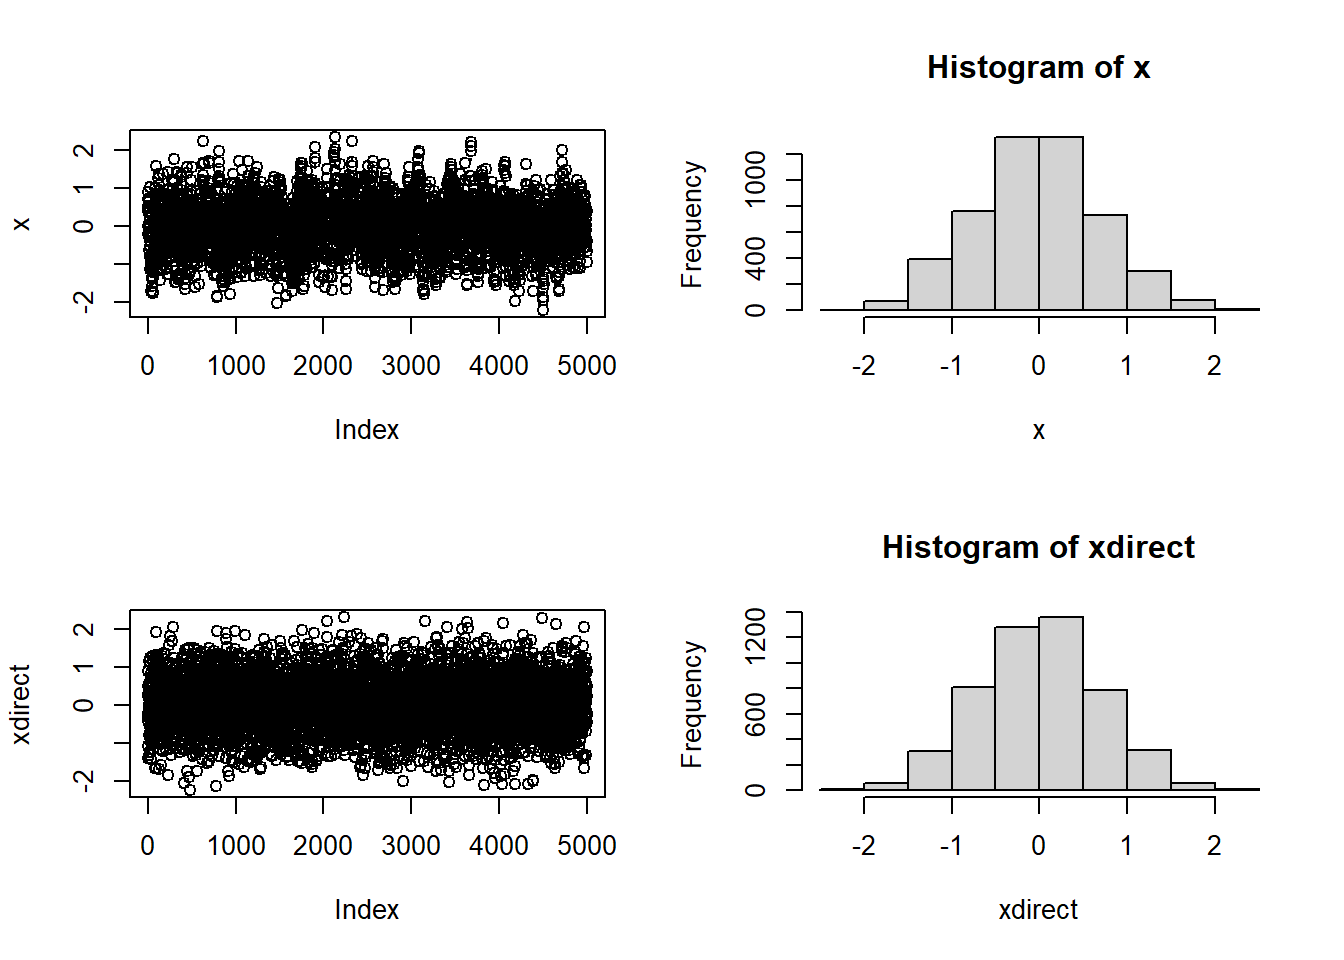 x
2
1
0
-2
0 1000 2000 3000 4000 5000
Index
Histogram of x
Frequency
1000
400
0
-2 -1 0 1 2
x
xdirect
2
1
0
-2
0 1000 2000 3000 4000 5000
Index
Histogram of xdirect
Frequency
1200
600
0
-2 -1 0 1 2
xdirect